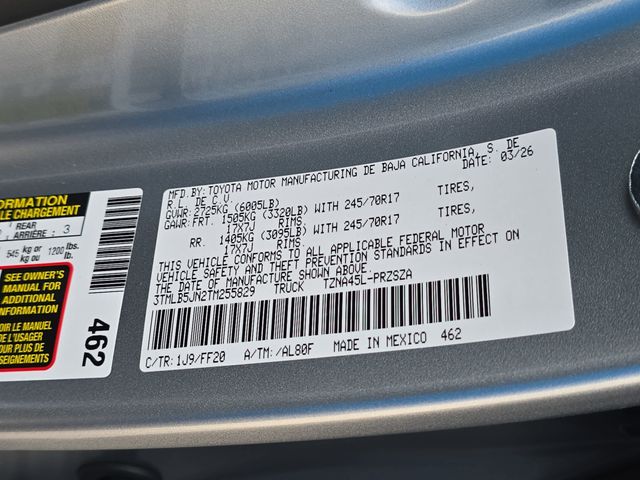 MFD.BY: TOYOTA MOTOR MANUFACTURING DE BAJA CALIFORNIA, S. DE
R.L. DE C.V. DATE: 03/26
GVWR: 2725KG (6005LB)
GAWR: FRT. 1505KG (3320LB) WITH 245/70R17 TIRES,
17X7J RIMS.
RR. 1405KG (3095LB) WITH 245/70R17 TIRES,
17X7J RIMS.
THIS VEHICLE CONFORMS TO ALL APPLICABLE FEDERAL MOTOR
VEHICLE SAFETY AND THEFT PREVENTION STANDARDS IN EFFECT ON
THE DATE OF MANUFACTURE SHOWN ABOVE.
3TMLB5JN2TM255829 TRUCK TZNA45L-PRZSZA
C/TR: 1J9/FF20 A/TM: /AL80F MADE IN MEXICO 462
INFORMATION
CHARGEMENT
REAR
ARRIÈRE : 3
545 kg or 1200 lbs.
kg ou lb.
SEE OWNER'S
MANUAL FOR
ADDITIONAL
INFORMATION
VOIR LE MANUEL
DE L'USAGER
POUR PLUS DE
RENSEIGNEMENTS
462